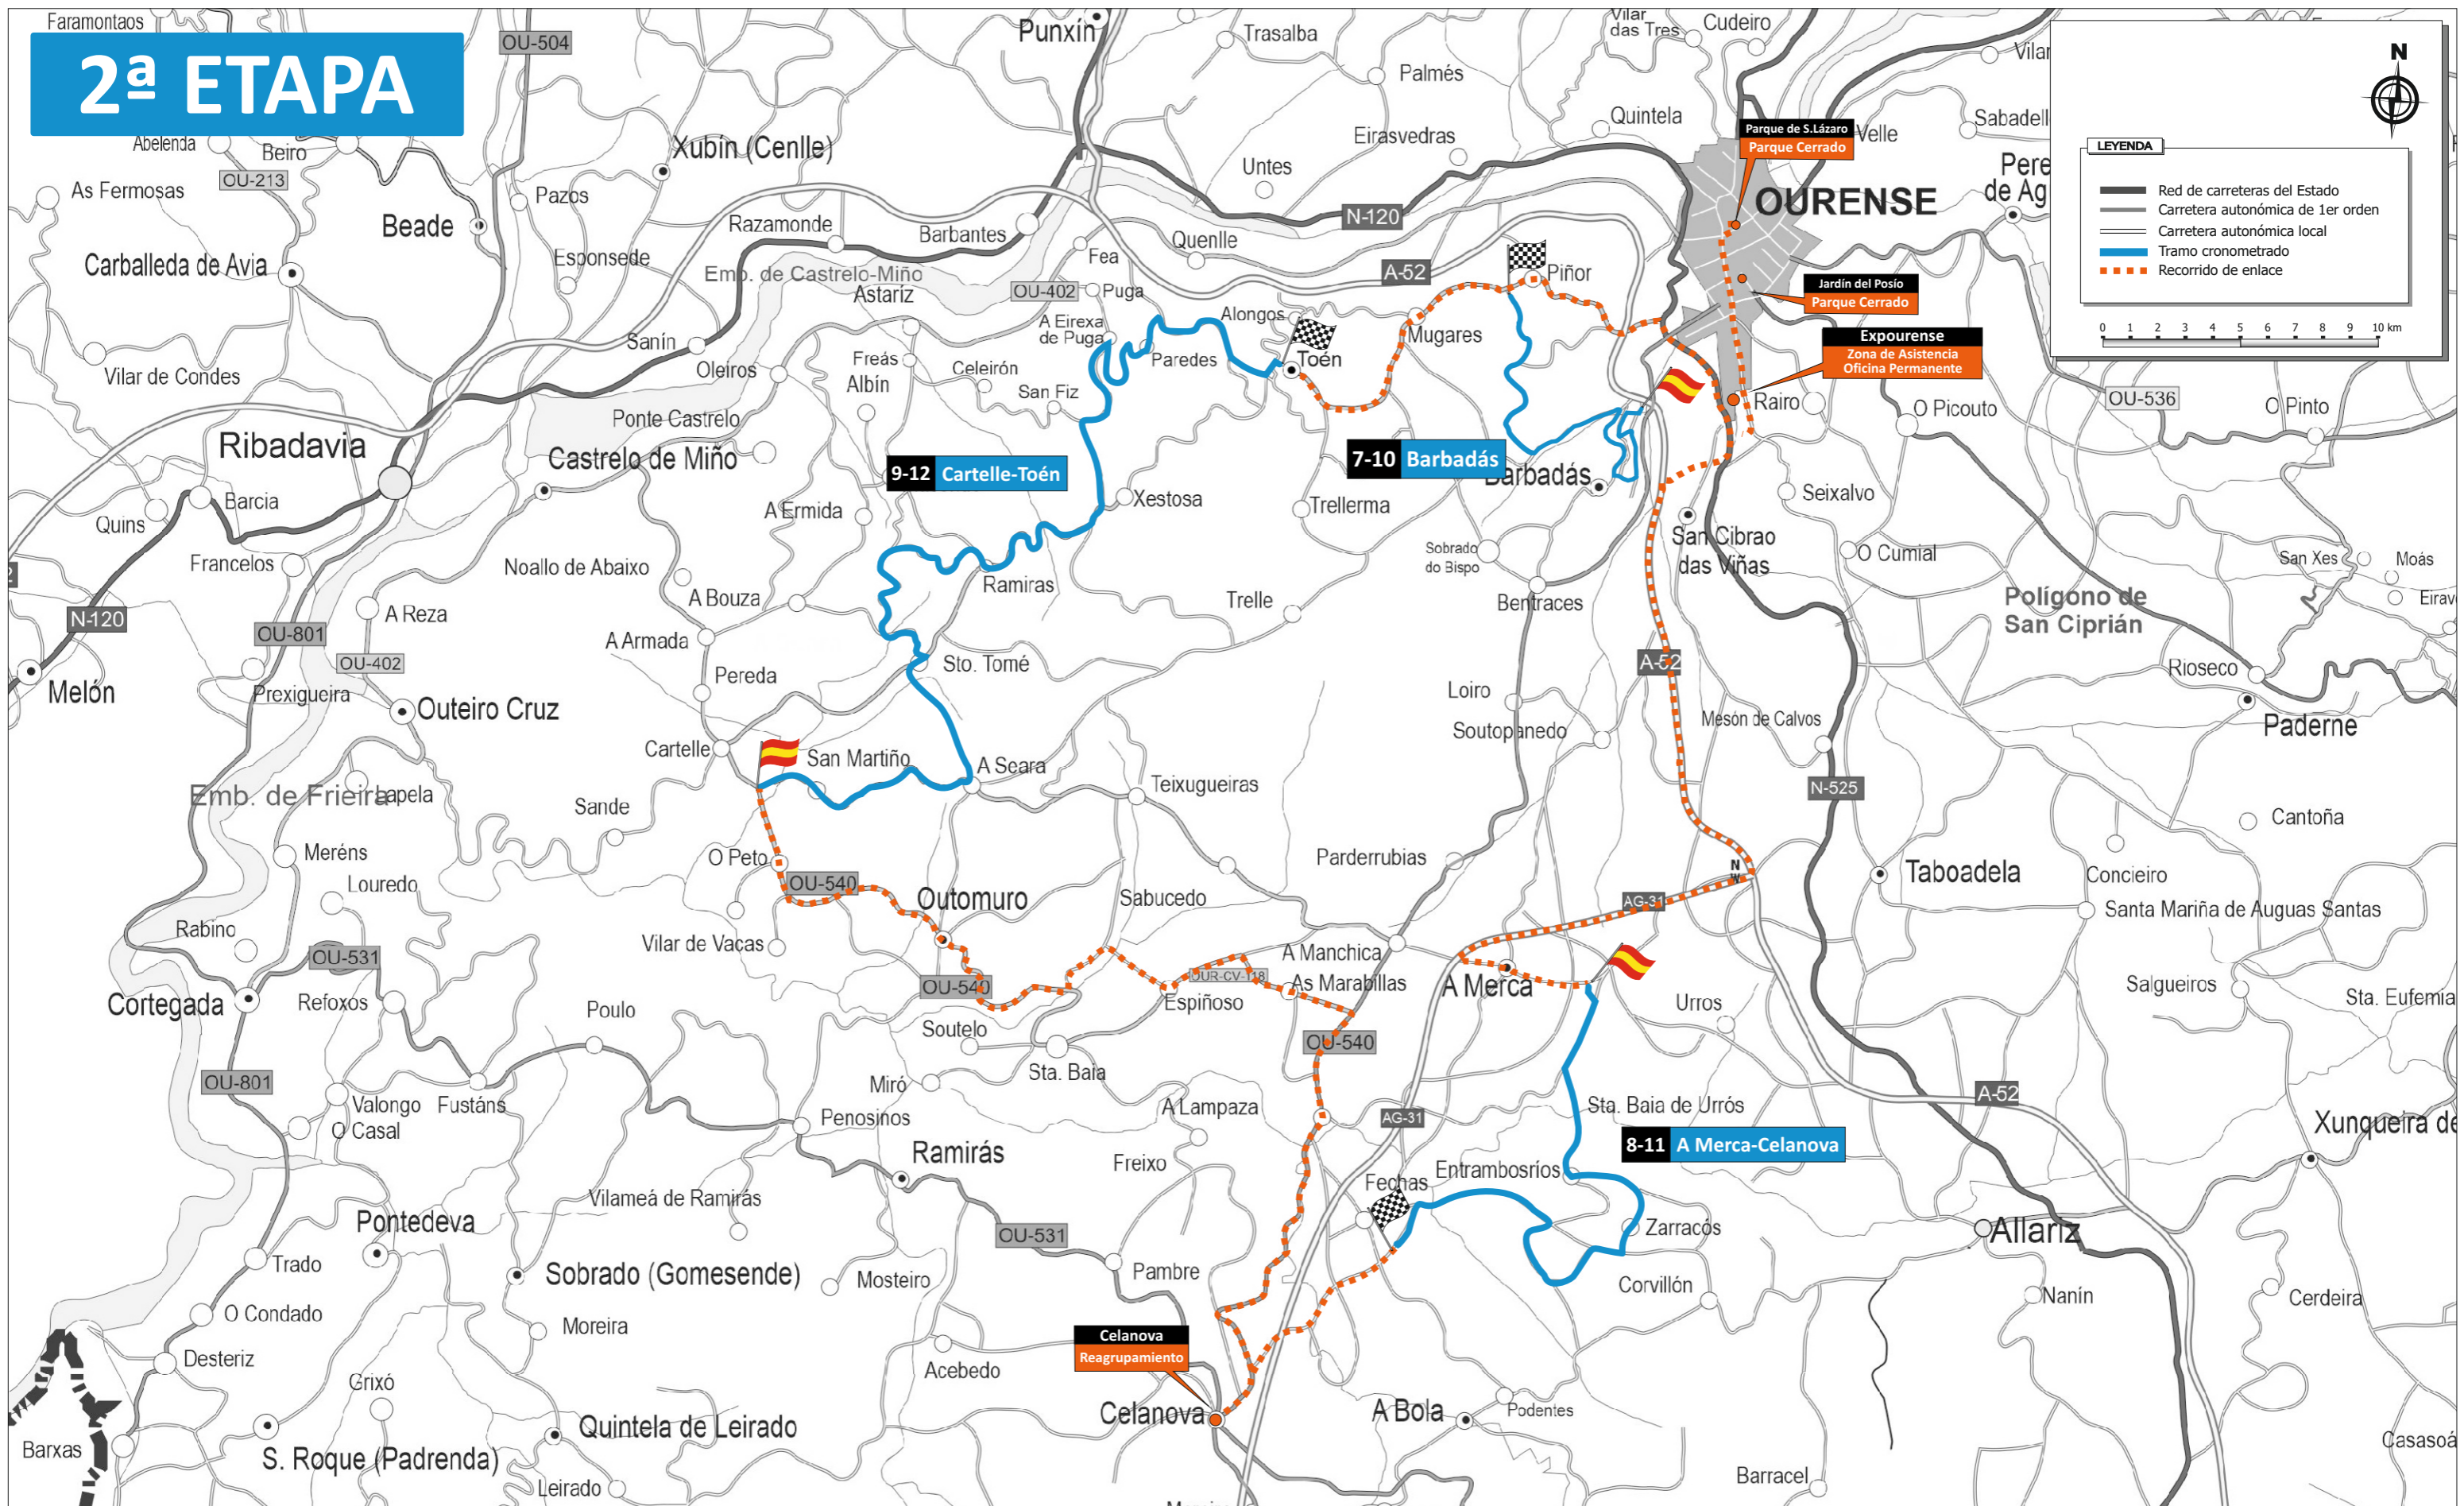 2ª ETAPA
Faramontaos
OU-504
Punxín
Trasalba
Vilar
das Tres
Cudeiro
Palmés
Abelenda
Beiro
OU-213
Xubín (Cenlle)
Quintela
Eirasvedras
Parque de S.Lázaro
Parque Cerrado
Velle
Sabadell
As Fermosas
Pazos
Beade
Untes
N-120
OURENSE
Pere
de Ag
N
LEYENDA
Red de carreteras del Estado
Carretera autonómica de 1er orden
Carretera autonómica local
Tramo cronometrado
Recorrido de enlace
0 1 2 3 4 5 6 7 8 9 10 km
Razamonde
Barbantes
Quenlle
Fea
Esponsede
Carballeda de Avia
Emb. de Castrelo-Miño
Astaríz
OU-402
Puga
A-52
Piñor
Jardín del Posío
Parque Cerrado
Alongos
A Eirexa
de Puga
Mugares
Expourense
Zona de Asistencia
Oficina Permanente
Sanín
Oleiros
Freás
Albín
Celeirón
San Fiz
Paredes
Toén
Vilar de Condes
Ponte Castrelo
Rairo
O Picouto
OU-536
O Pinto
Ribadavia
Castrelo de Miño
9-12 Cartelle-Toén
7-10 Barbadás
Barbadás
Barcia
Quins
A Ermida
Xestosa
Trellerma
Seixalvo
San Cibrao
das Viñas
Francelos
Noallo de Abaixo
Ramiras
Sobrado
do Bispo
O Cumial
San Xes
Moás
Eirav
N-120
OU-801
A Reza
A Bouza
Trelle
Bentraces
Polígono de
San Ciprián
A Armada
Sto. Tomé
OU-402
A-52
Rioseco
Melón
Prexigueira
Pereda
Outeiro Cruz
Loiro
Soutopanedo
Mesón de Calvos
Paderne
Cartelle
San Martiño
A Seara
Teixugueiras
Emb. de Frieira
Lapela
Sande
N-525
Cantoña
Meréns
Louredo
O Peto
OU-540
Outomuro
Sabucedo
Parderrubias
N
W
Taboadela
Concieiro
AG-31
Santa Mariña de Auguas Santas
Rabino
OU-531
Vilar de Vacas
A Manchica
OU-540
OUR-CV-118
As Marabillas
A Merca
Salgueiros
Sta. Eufemia
Cortegada
Refoxos
Espiñoso
Urros
Poulo
Soutelo
OU-540
Sta. Baia
OU-801
Miró
A-52
Valongo
Fustáns
O Casal
Penosinos
A Lampaza
AG-31
Sta. Baia de Urrós
Xunqueira de
Ramirás
Freixo
8-11 A Merca-Celanova
Entrambosríos
Fechas
Vilameá de Ramirás
Pontedeva
OU-531
Zarracós
Allariz
Trado
Sobrado (Gomesende)
Mosteiro
Pambre
Corvillón
Nanín
Cerdeira
O Condado
Moreira
Celanova
Reagrupamiento
Desteriz
Acebedo
Grixó
Celanova
A Bola
Podentes
Quintela de Leirado
Barxas
S. Roque (Padrenda)
Casasoá
Leirado
Barracel